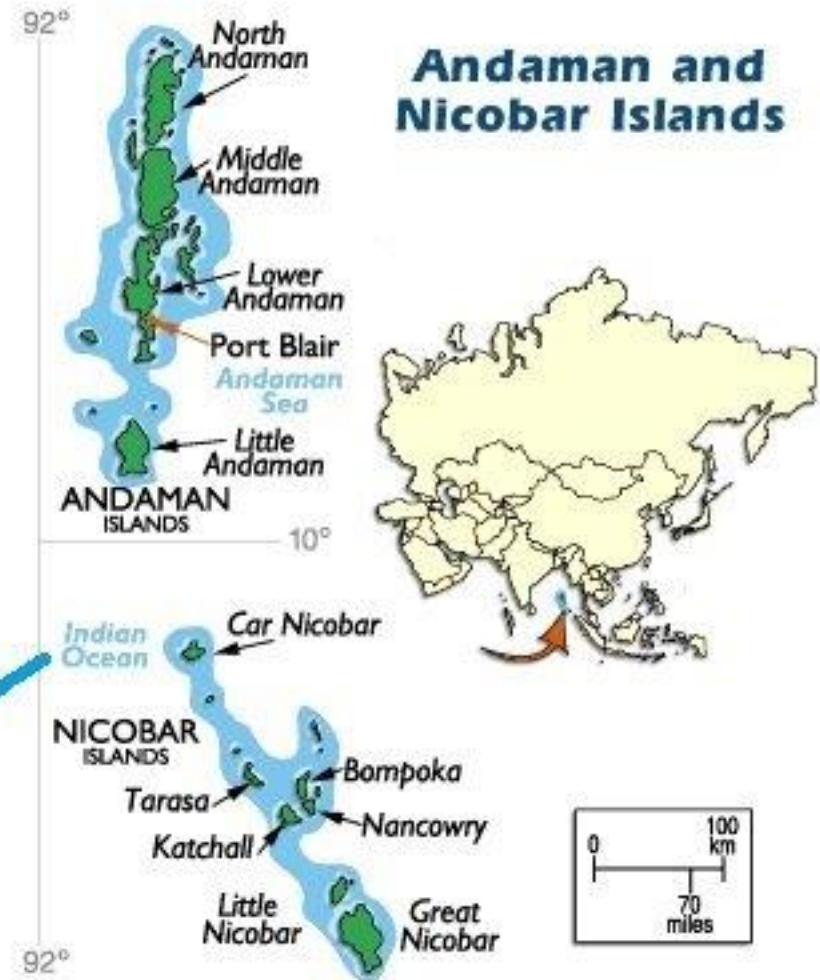 92°
North
Andaman
Andaman and
Nicobar Islands
Middle
Andaman
Lower
Andaman
Port Blair
Andaman
Sea
Little
Andaman
ANDAMAN
ISLANDS
10°
Indian
Ocean
Car Nicobar
NICOBAR
ISLANDS
Bompoka
Tarasa
Nancowry
Katchall
Little
Nicobar
Great
Nicobar
0
100
km
70
miles
92°